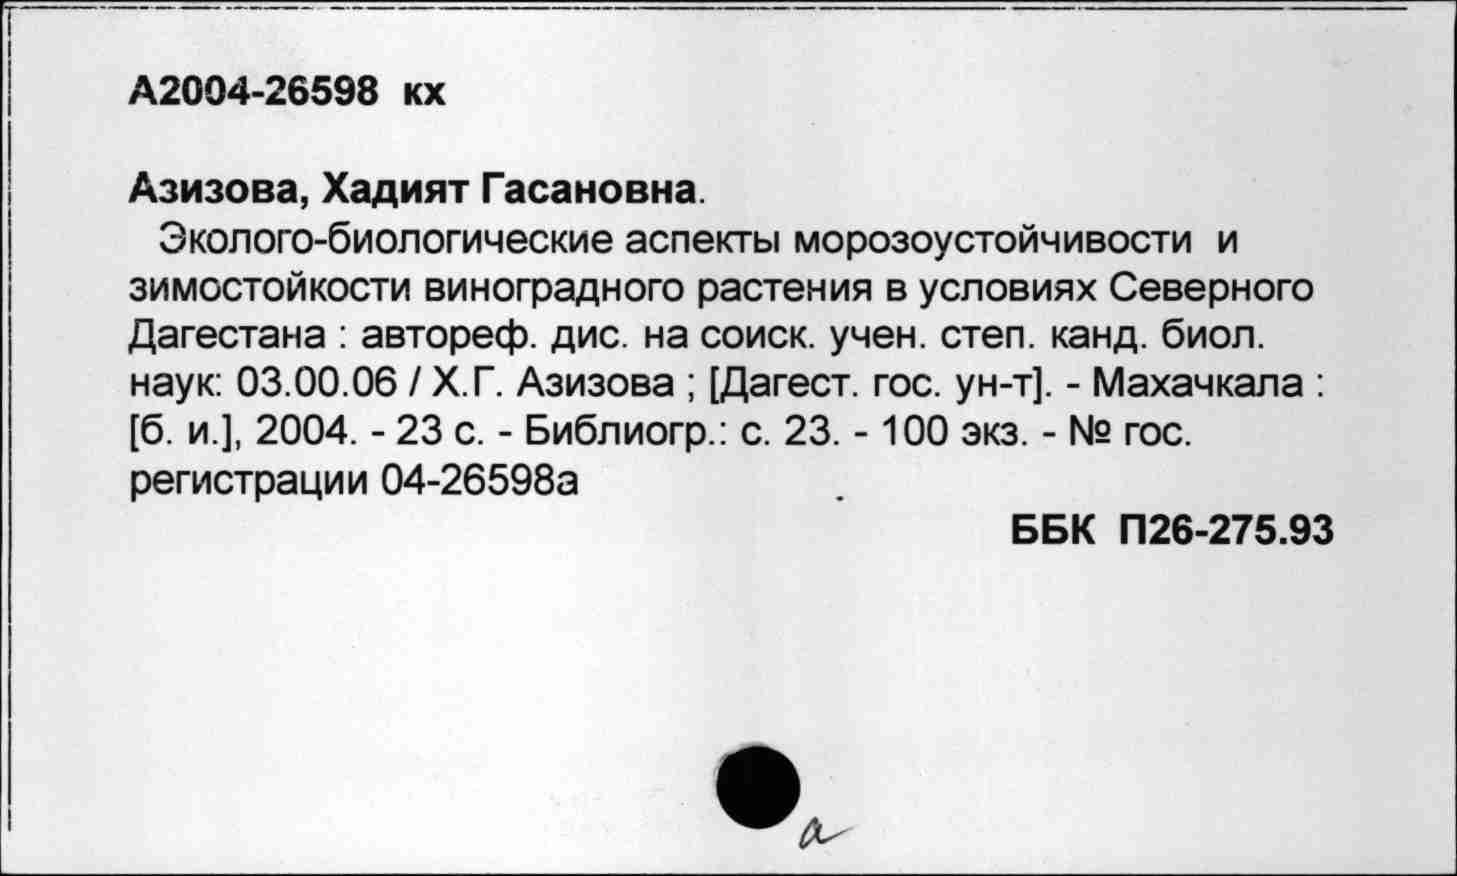 А2004-26598 кх
Азизова, Хадият Гасановна.
Эколого-биологические аспекты морозоустойчивости и
зимостойкости виноградного растения в условиях Северного
Дагестана : автореф. дис. на соиск. учен. степ. канд. биол.
наук: 03.00.06 / Х.Г. Азизова ; [Дагест. гос. ун-т]. - Махачкала :
[б. и.], 2004. - 23 с. - Библиогр.: с. 23. - 100 экз. - № гос.
регистрации 04-26598а
ББК П26-275.93
а